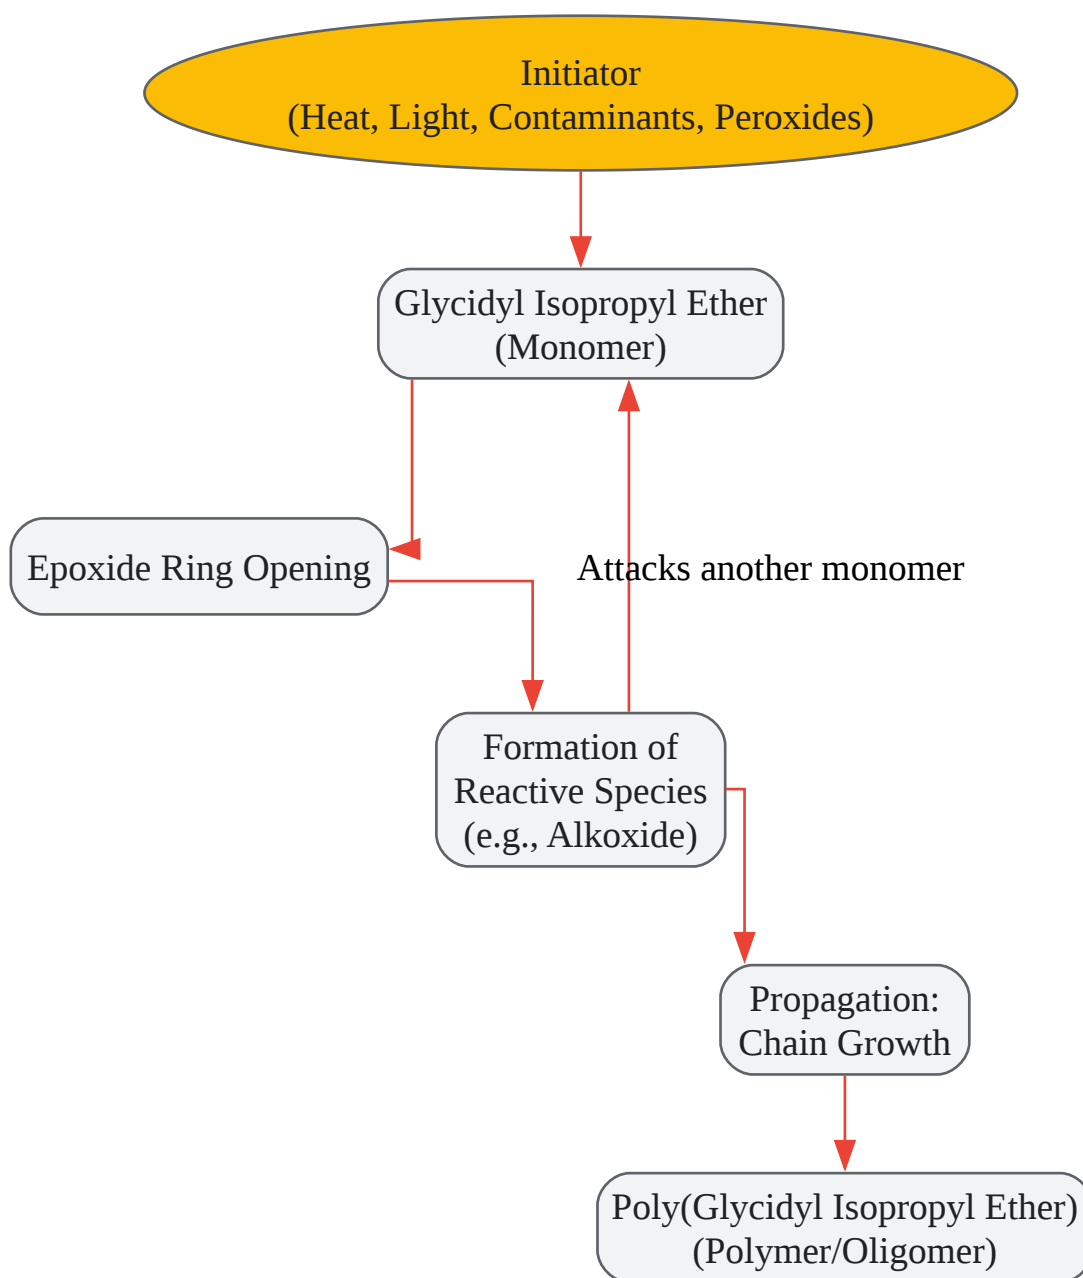 Initiator
(Heat, Light, Contaminants, Peroxides)
Glycidyl Isopropyl Ether
(Monomer)
Epoxide Ring Opening
Attacks another monomer
Formation of
Reactive Species
(e.g., Alkoxide)
Propagation:
Chain Growth
Poly(Glycidyl Isopropyl Ether)
(Polymer/Oligomer)